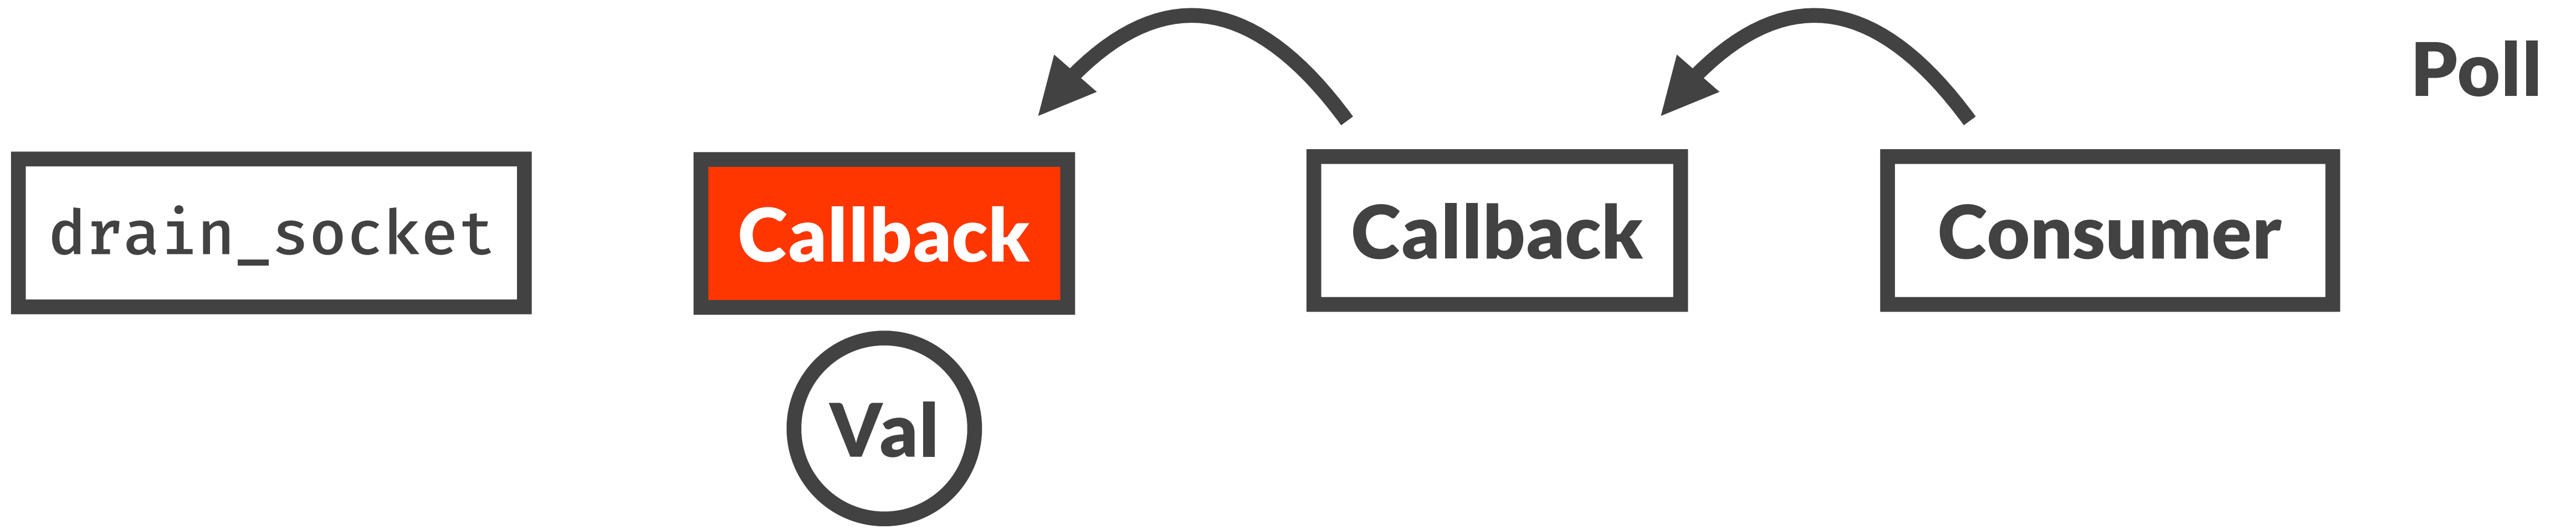 Poll
drain_socket
Callback
Callback
Consumer
Val